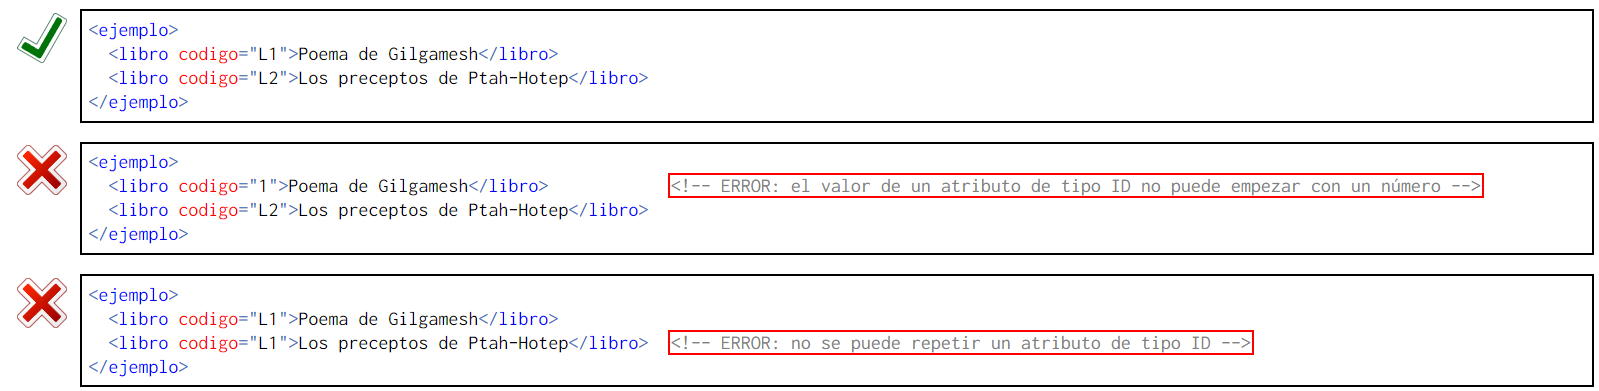 <ejemplo>
  <libro codigo="L1">Poema de Gilgamesh</libro>
  <libro codigo="L2">Los preceptos de Ptah-Hotep</libro>
</ejemplo>
<ejemplo>
  <libro codigo="1">Poema de Gilgamesh</libro> <!-- ERROR: el valor de un atributo de tipo ID no puede empezar con un número -->
  <libro codigo="L2">Los preceptos de Ptah-Hotep</libro>
</ejemplo>
<ejemplo>
  <libro codigo="L1">Poema de Gilgamesh</libro>
  <libro codigo="L1">Los preceptos de Ptah-Hotep</libro> <!-- ERROR: no se puede repetir un atributo de tipo ID -->
</ejemplo>